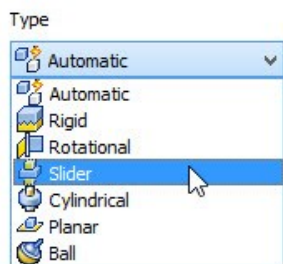 Type
Automatic
Automatic
Rigid
Rotational
Slider
Cylindrical
Planar
Ball